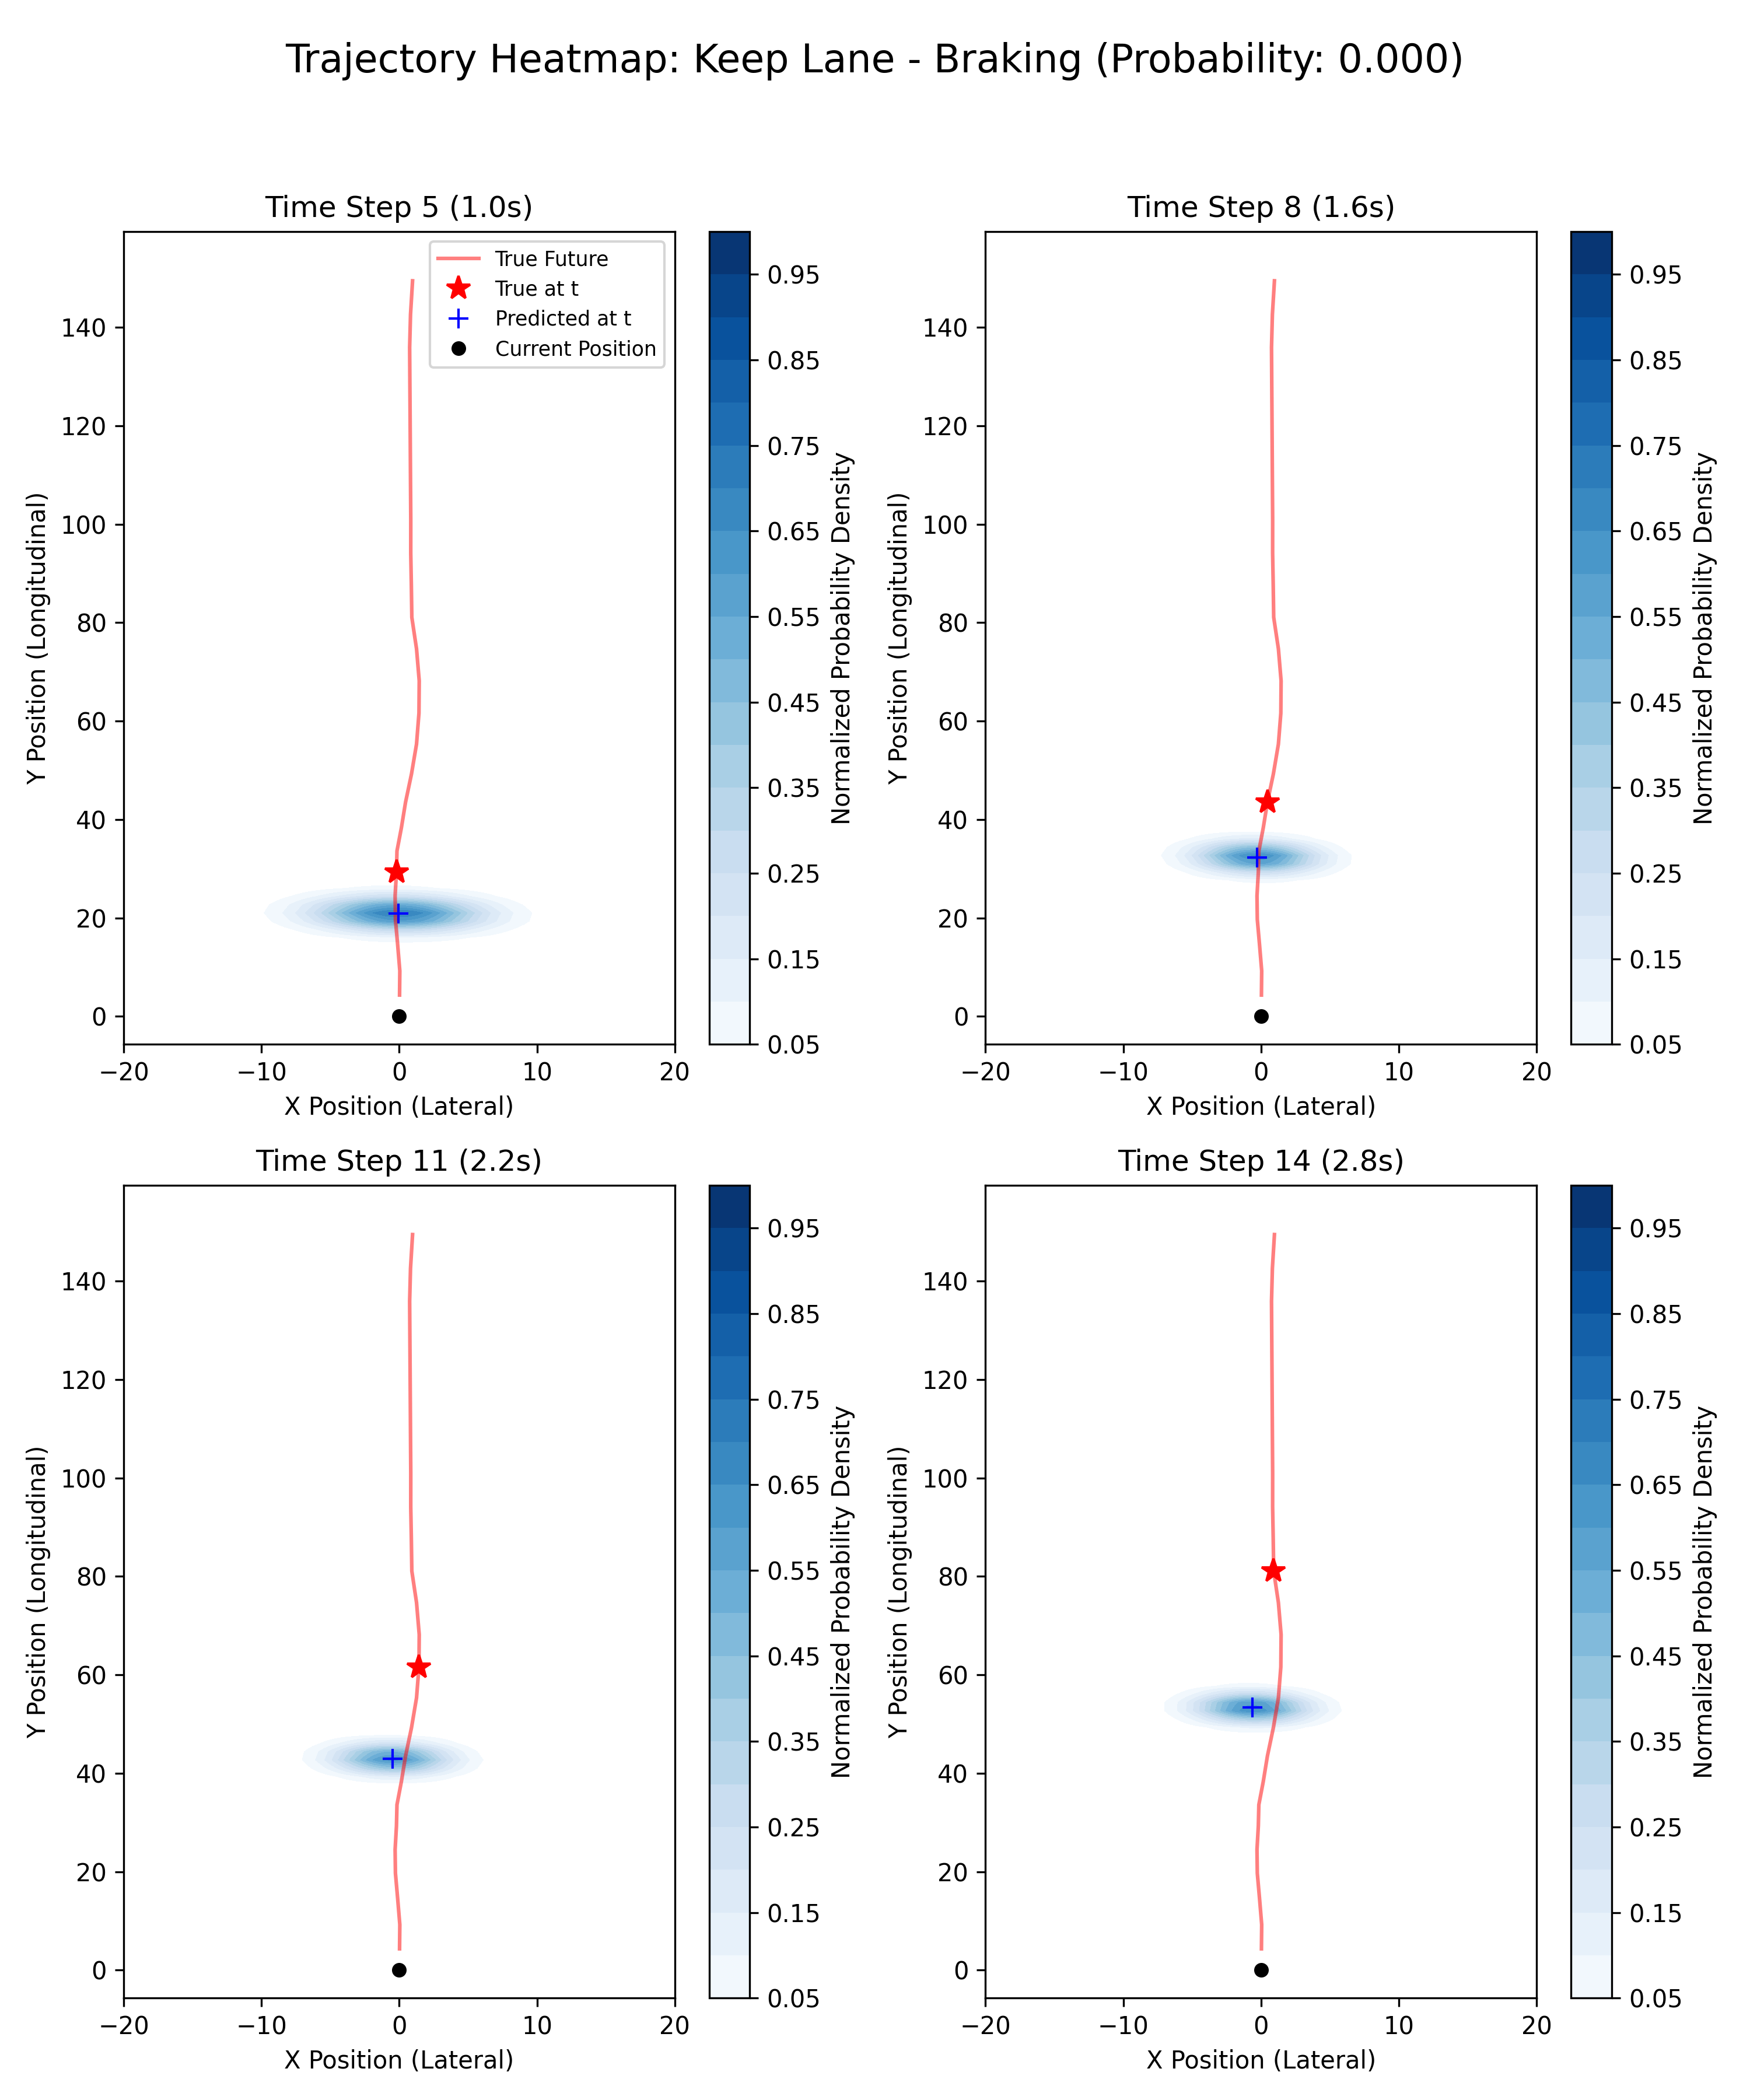 Trajectory Heatmap: Keep Lane - Braking (Probability: 0.000)
Time Step 5 (1.0s)
True Future
True at t
Predicted at t
Current Position
140
120
100
80
60
40
20
0
−20 −10 0 10 20
X Position (Lateral)
Y Position (Longitudinal)
0.95
0.85
0.75
0.65
0.55
0.45
0.35
0.25
0.15
0.05
Normalized Probability Density
Time Step 8 (1.6s)
140
120
100
80
60
40
20
0
−20 −10 0 10 20
X Position (Lateral)
Y Position (Longitudinal)
0.95
0.85
0.75
0.65
0.55
0.45
0.35
0.25
0.15
0.05
Normalized Probability Density
Time Step 11 (2.2s)
140
120
100
80
60
40
20
0
−20 −10 0 10 20
X Position (Lateral)
Y Position (Longitudinal)
0.95
0.85
0.75
0.65
0.55
0.45
0.35
0.25
0.15
0.05
Normalized Probability Density
Time Step 14 (2.8s)
140
120
100
80
60
40
20
0
−20 −10 0 10 20
X Position (Lateral)
Y Position (Longitudinal)
0.95
0.85
0.75
0.65
0.55
0.45
0.35
0.25
0.15
0.05
Normalized Probability Density